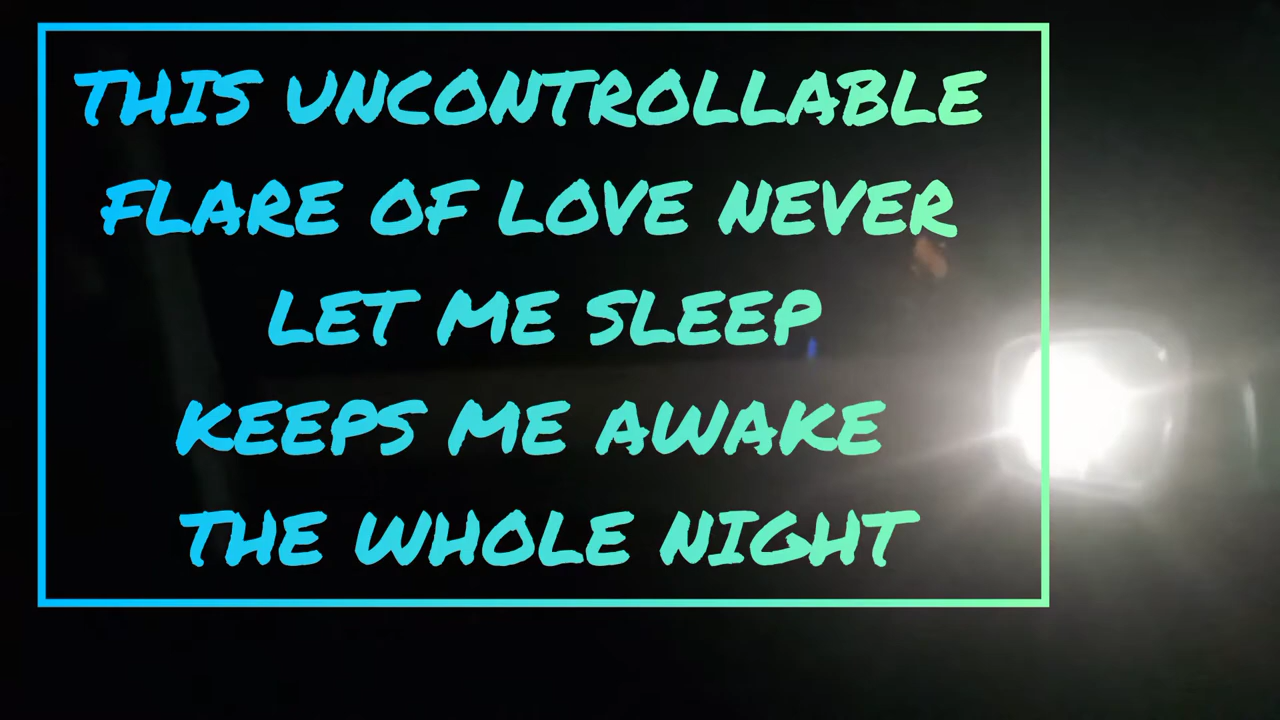 THIS UNCONTROLLABLE
FLARE OF LOVE NEVER
LET ME SLEEP
KEEPS ME AWAKE
THE WHOLE NIGHT